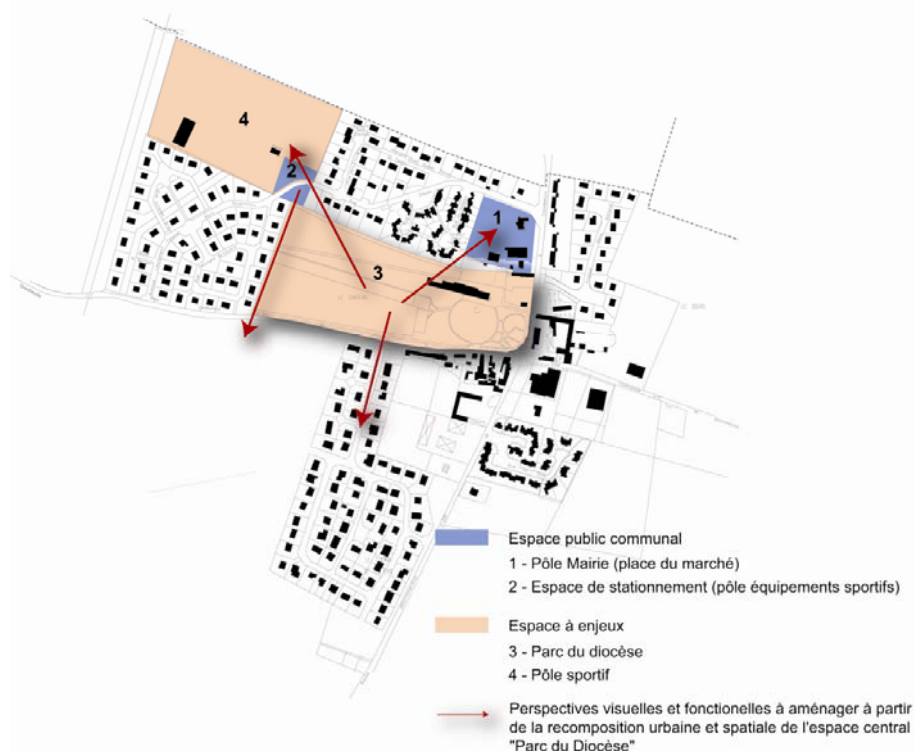 4
2
1
3
Espace public communal
1 - Pôle Mairie (place du marché)
2 - Espace de stationnement (pôle équipements sportifs)
Espace à enjeux
3 - Parc du diocèse
4 - Pôle sportif
Perspectives visuelles et fonctionelles à aménager à partir
de la recomposition urbaine et spatiale de l'espace central
"Parc du Diocèse"